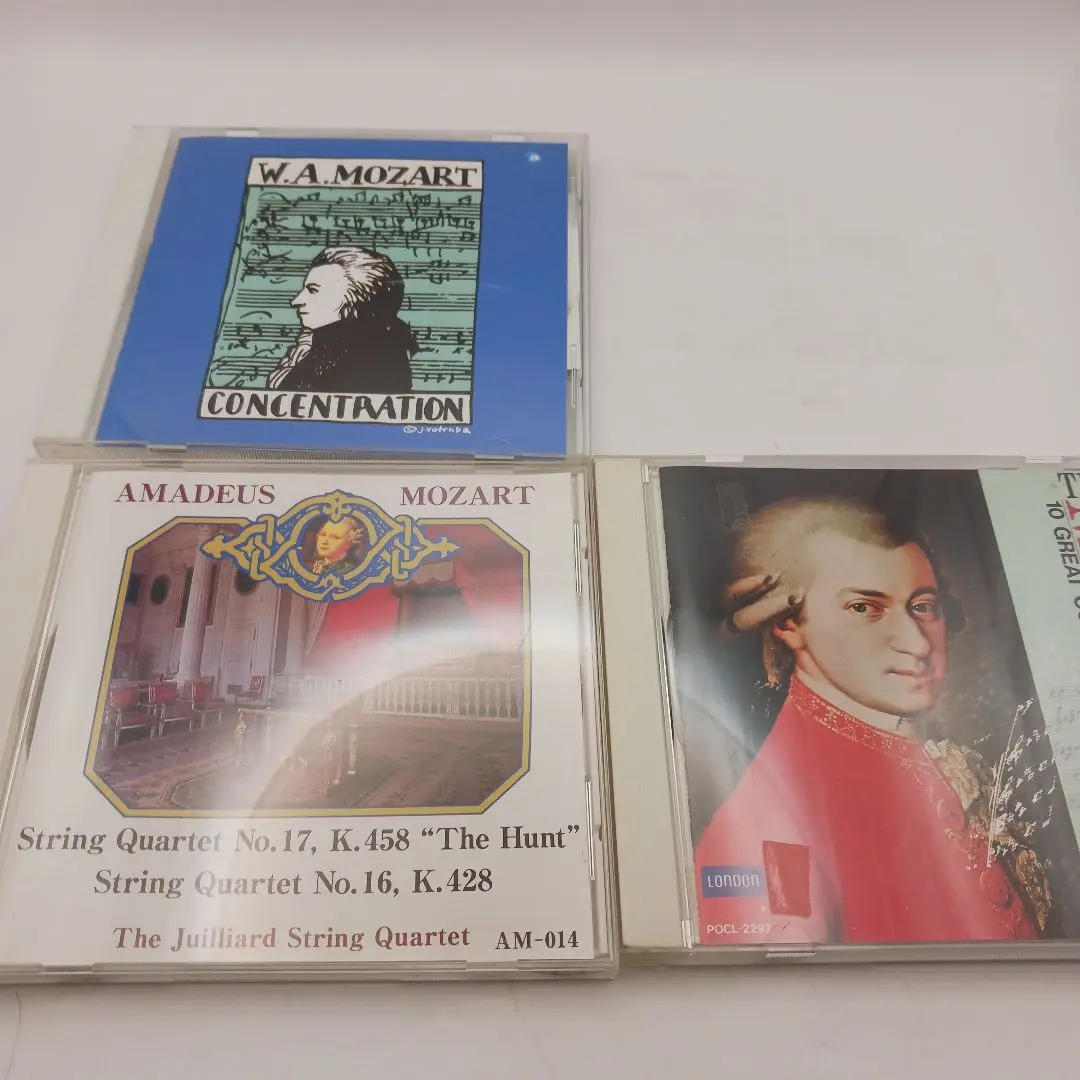 W.A.MOZART
CONCENTRATION
©J.Votruba
AMADEUS MOZART
String Quartet No.17, K.458 “The Hunt”
String Quartet No.16, K.428
The Juilliard String Quartet AM-014
10 GREAT
LONDON
POCL-2297